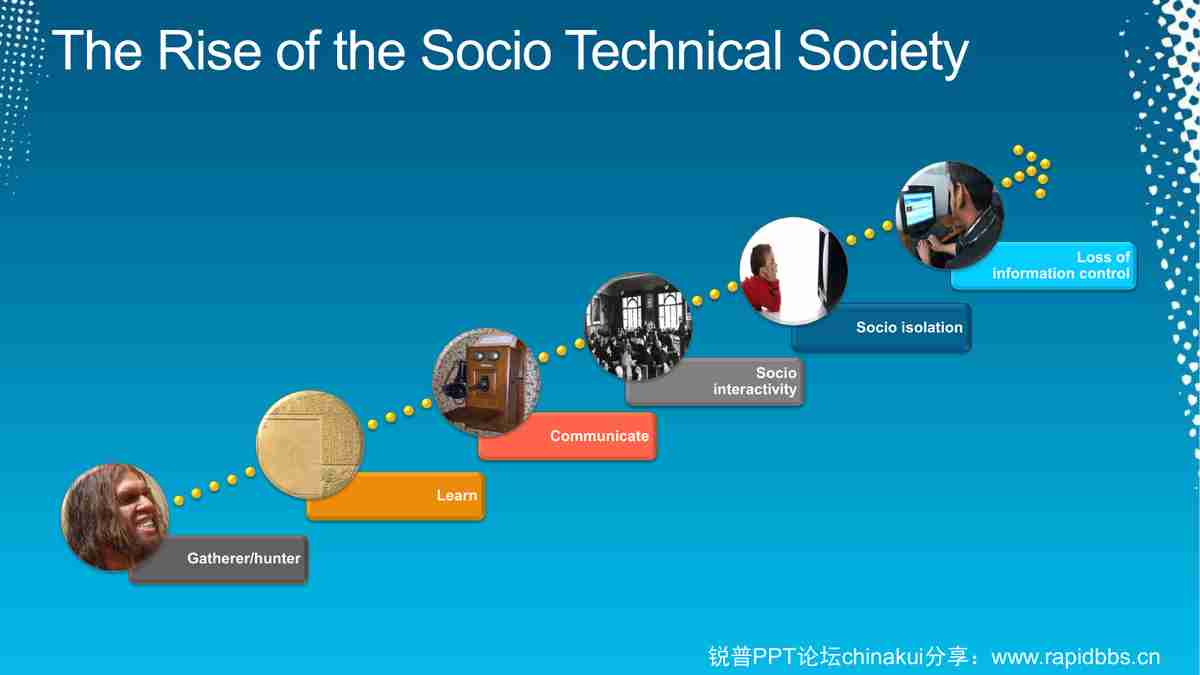 The Rise of the Socio Technical Society
Loss of
information control
Socio isolation
Socio
interactivity
Communicate
Learn
Gatherer/hunter
锐普PPT论坛chinakui分享：www.rapidbbs.cn